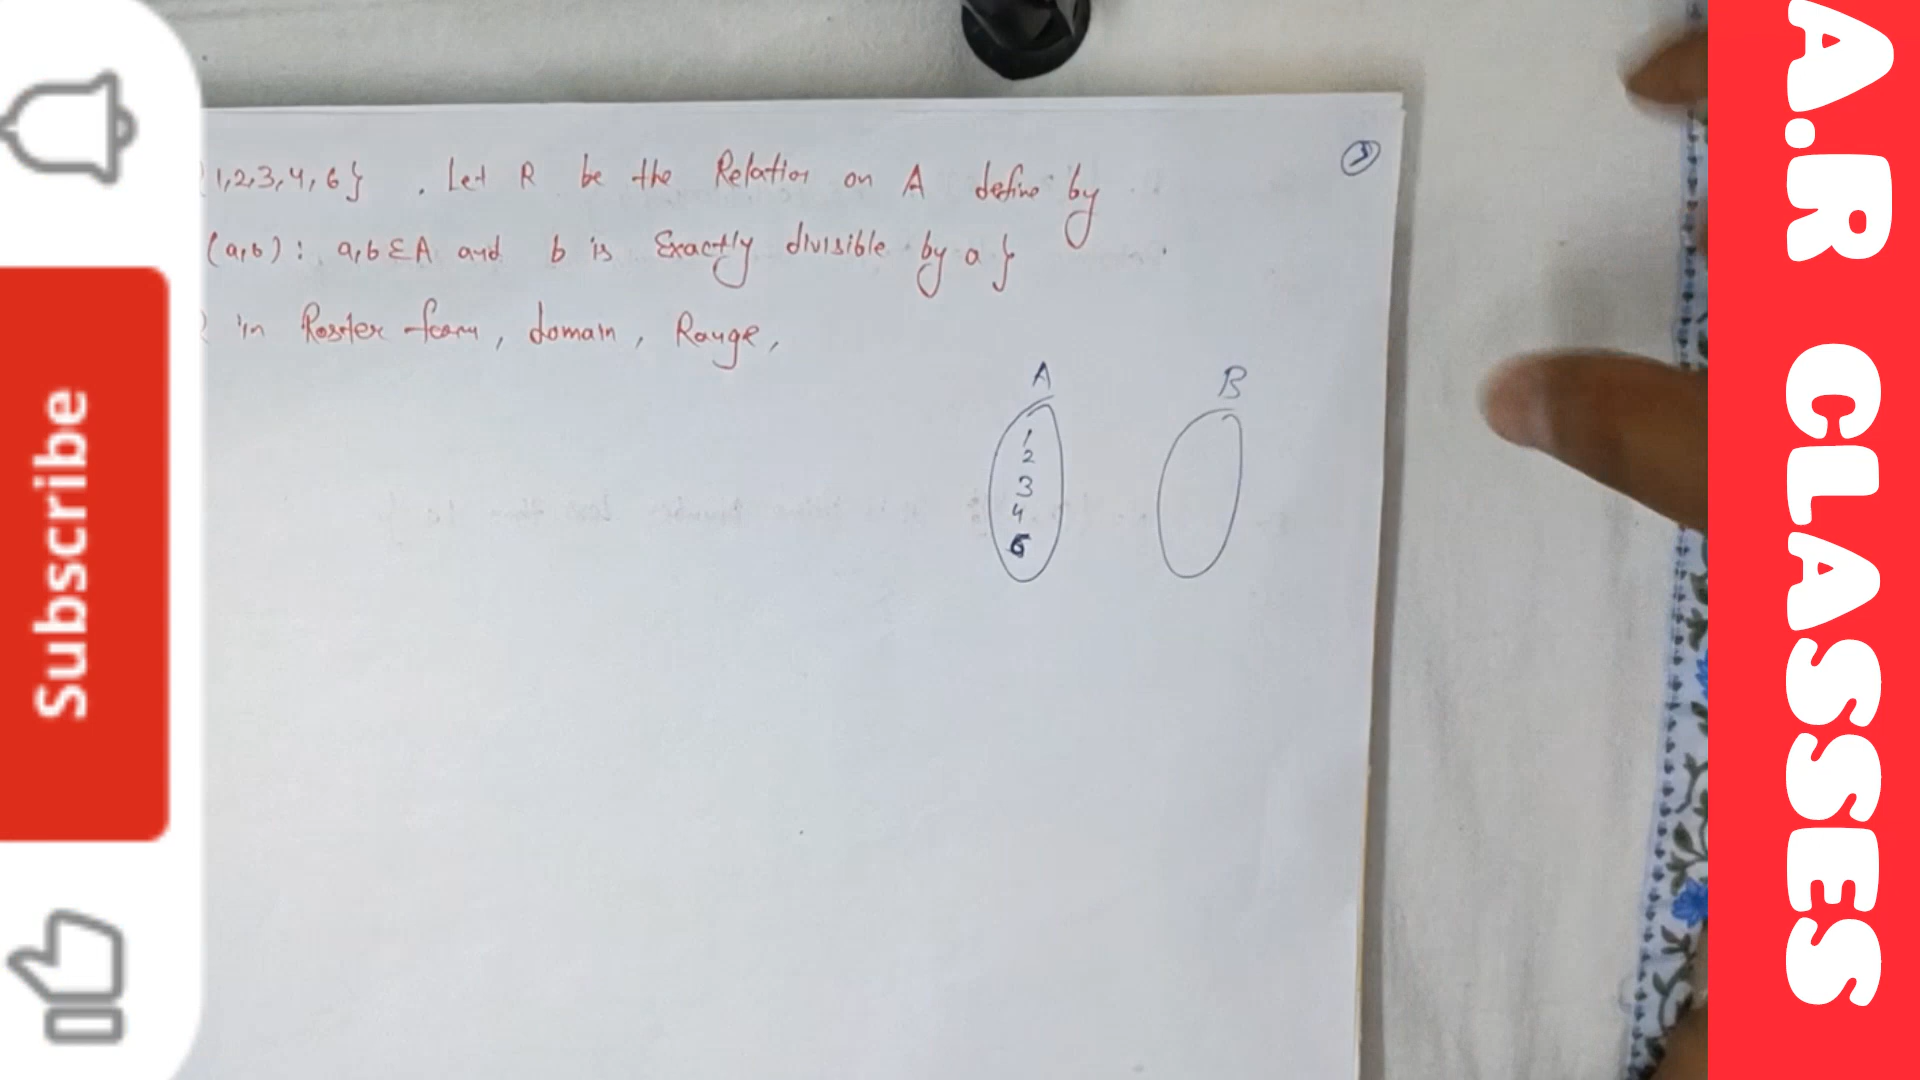 1,2,3,4,6} . Let R be the Relation on A define by
(a,b) : a,b ε A and b is Exactly divisible by a }
in Roster form, domain, Range,
A B
1
2
3
4
6
Subscribe
A.R CLASSES